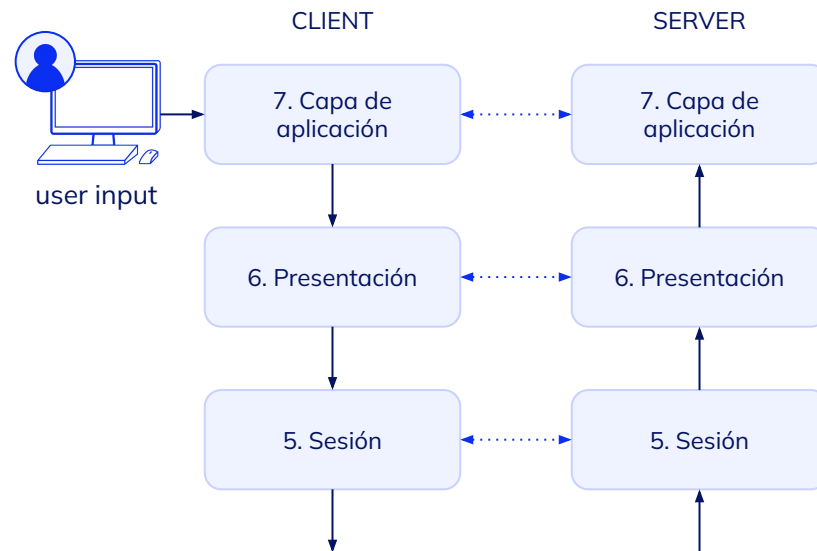 CLIENT
SERVER
7. Capa de
aplicación
7. Capa de
aplicación
user input
6. Presentación
6. Presentación
5. Sesión
5. Sesión